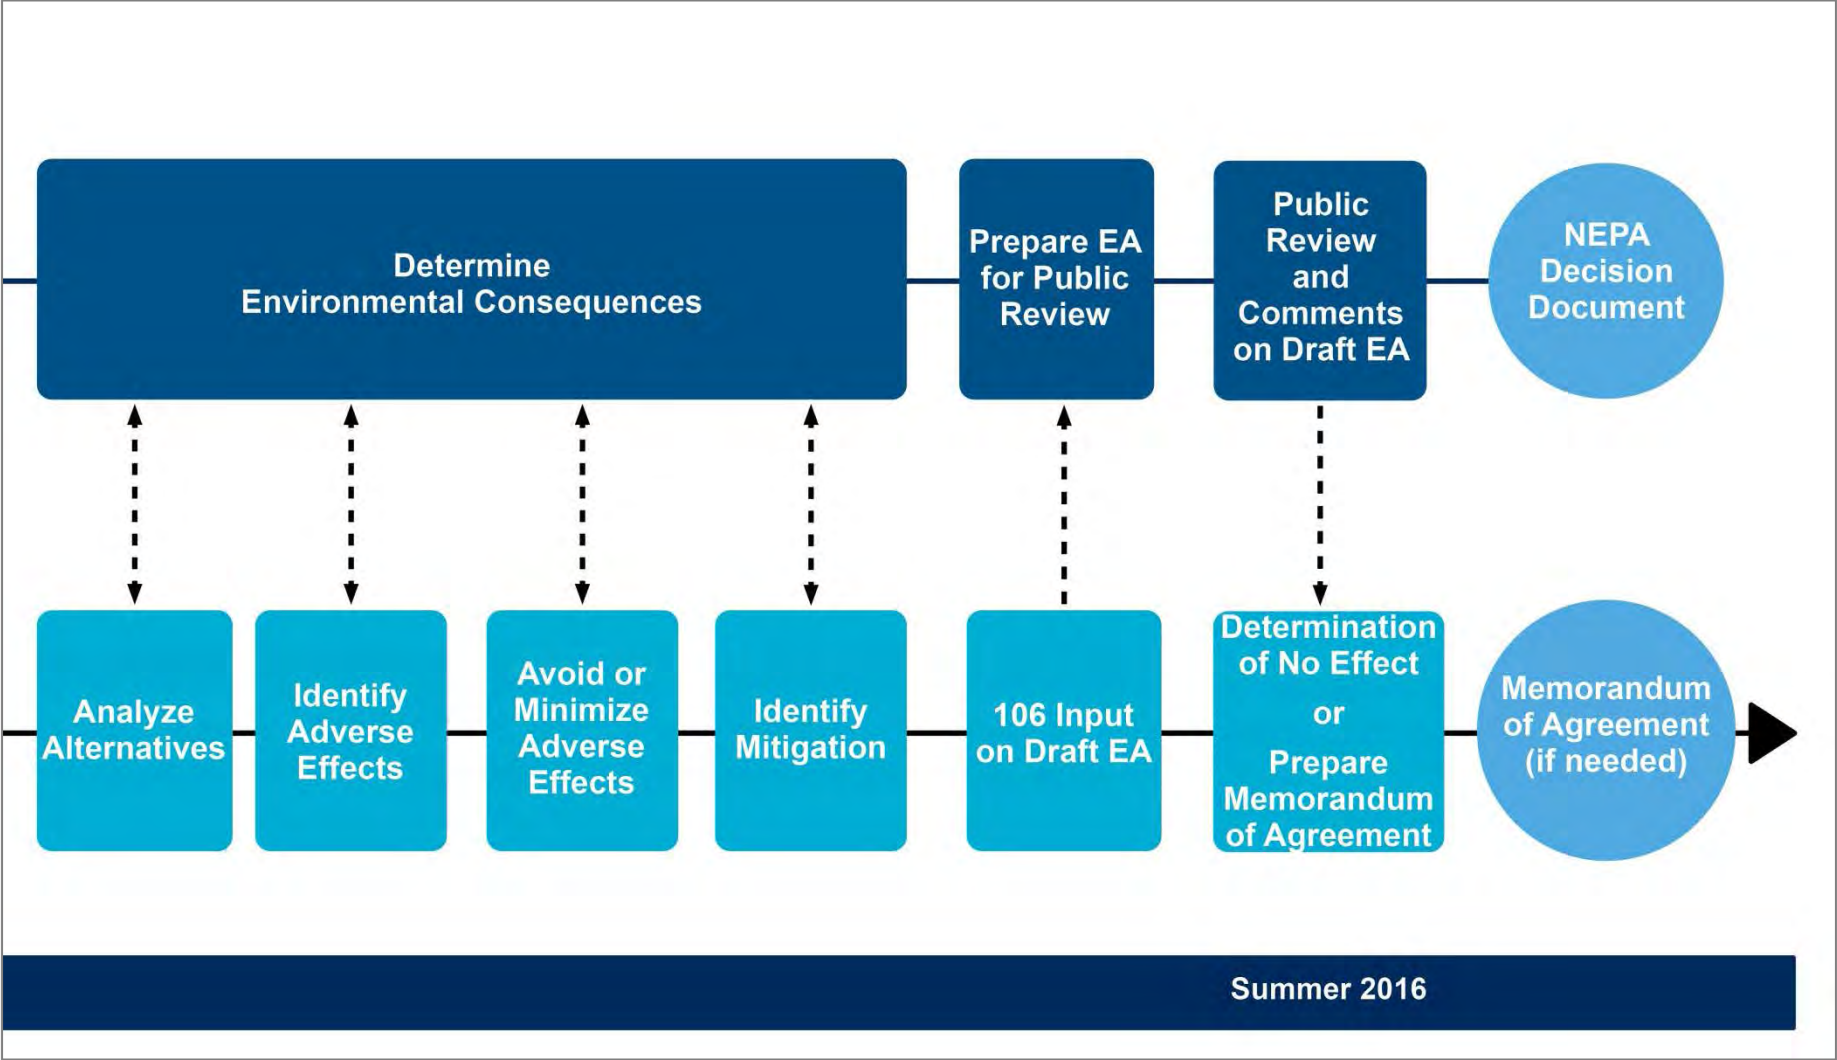 Determine
Environmental Consequences
Prepare EA
for Public
Review
Public
Review
and
Comments
on Draft EA
NEPA
Decision
Document
Analyze
Alternatives
Identify
Adverse
Effects
Avoid or
Minimize
Adverse
Effects
Identify
Mitigation
106 Input
on Draft EA
Determination
of No Effect
or
Prepare
Memorandum
of Agreement
Memorandum
of Agreement
(if needed)
Summer 2016